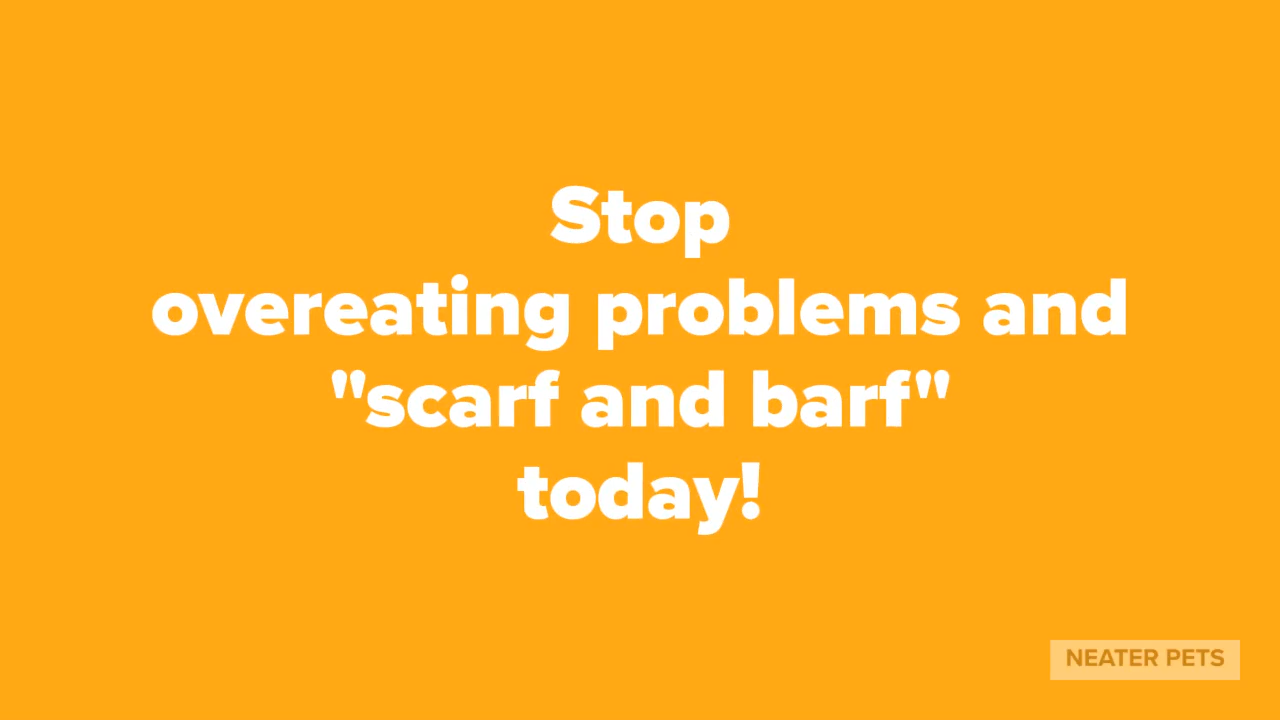 Stop
overeating problems and
"scarf and barf"
today!
NEATER PETS